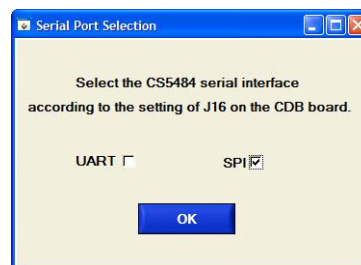 Serial Port Selection
Select the CS5484 serial interface
according to the setting of J16 on the CDB board.
UART SPI
OK